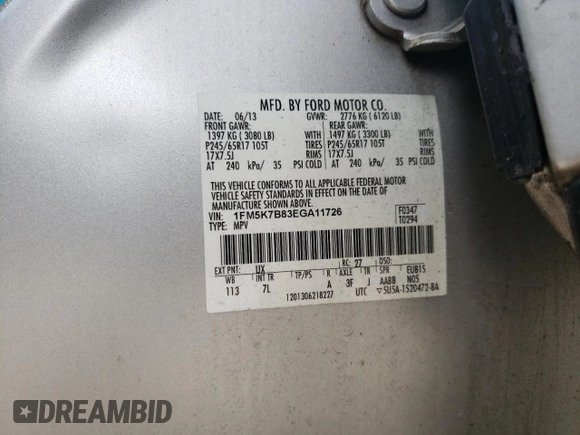 MFD. BY FORD MOTOR CO.
DATE: 06/13 GVWR: 2776 KG (6120 LB)
FRONT GAWR: REAR GAWR:
1397 KG (3080 LB) WITH 1497 KG (3300 LB) WITH
P245/65R17 105T TIRES P245/65R17 105T TIRES
17X7.5J RIMS 17X7.5J RIMS
AT 240 kPa/ 35 PSI COLD AT 240 kPa/ 35 PSI COLD
THIS VEHICLE CONFORMS TO ALL APPLICABLE FEDERAL MOTOR
VEHICLE SAFETY STANDARDS IN EFFECT ON THE DATE OF
MANUFACTURE SHOWN ABOVE.
VIN: 1FM5K7B83EGA11726 F0347
TYPE: MPV T0294
EXT PNT: UX RC: 27 DSO:
WB INT TR TP/PS R AXLE TR SPR EUB15
113 7L A 3F J AABB N05
1201306218227 UTC ▽5U5A-1520472-BA
DREAMBID